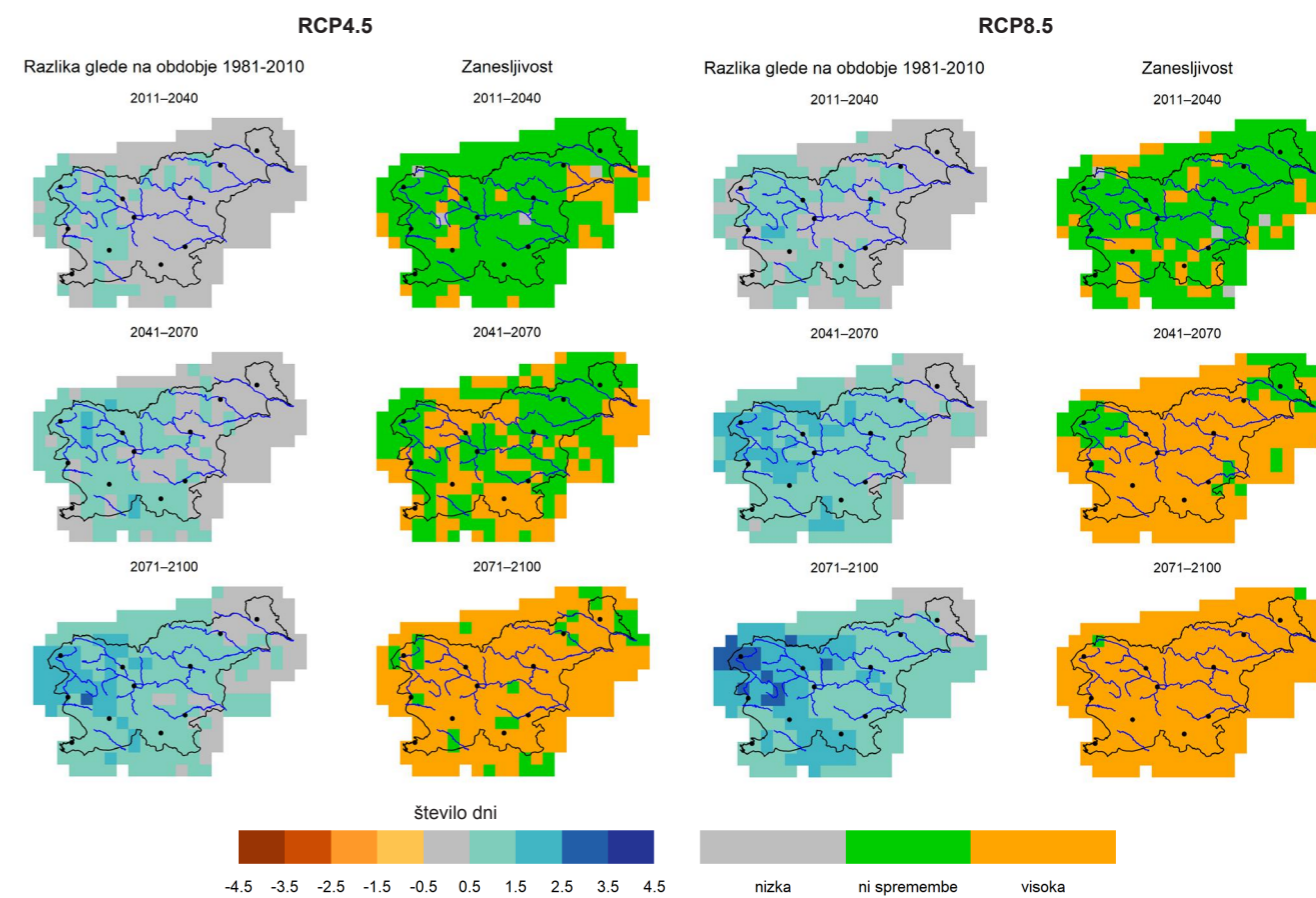 RCP4.5 RCP8.5
Razlika glede na obdobje 1981-2010 Zanesljivost Razlika glede na obdobje 1981-2010 Zanesljivost
2011–2040 2011–2040 2011–2040 2011–2040
2041–2070 2041–2070 2041–2070 2041–2070
2071–2100 2071–2100 2071–2100 2071–2100
število dni
-4.5 -3.5 -2.5 -1.5 -0.5 0.5 1.5 2.5 3.5 4.5 nizka ni spremembe visoka